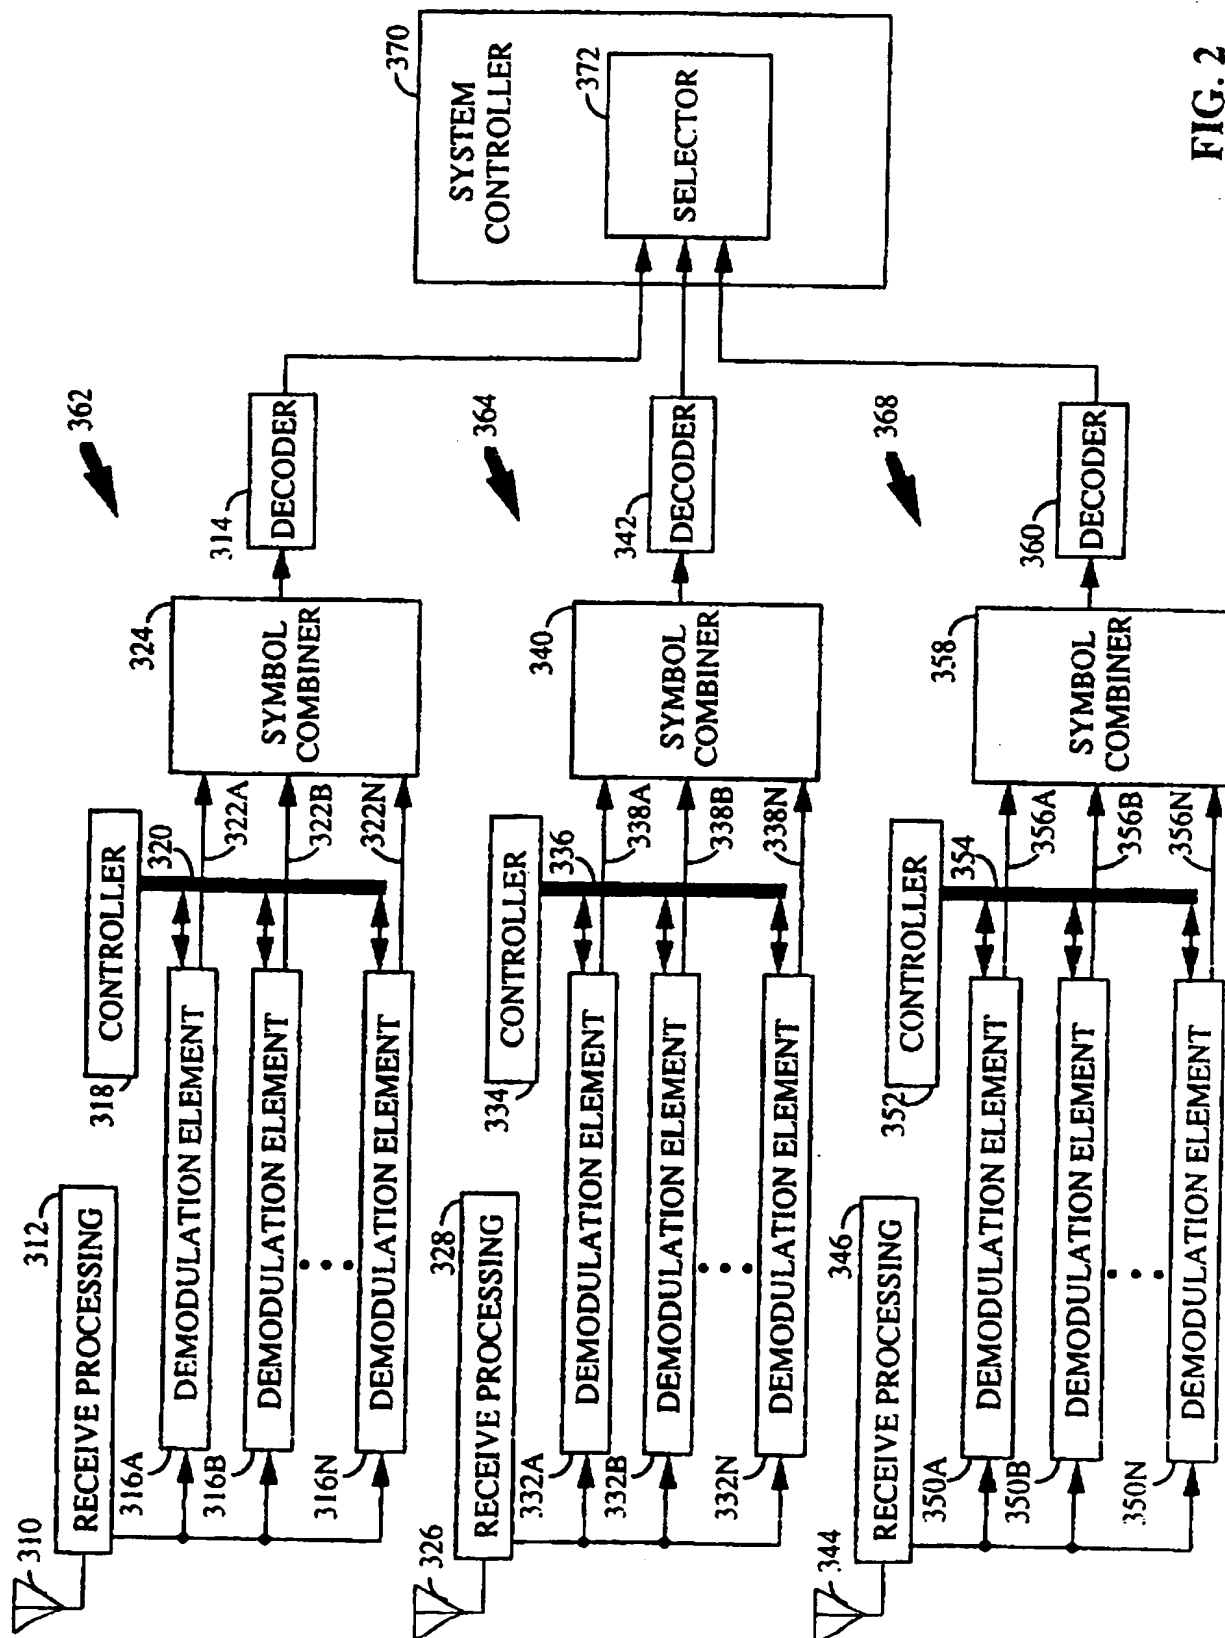 310
RECEIVE PROCESSING
312
316A
DEMODULATION ELEMENT
316B
DEMODULATION ELEMENT
316N
DEMODULATION ELEMENT
318
CONTROLLER
320
322A
322B
322N
324
SYMBOL
COMBINER
314
DECODER
362
326
RECEIVE PROCESSING
328
332A
DEMODULATION ELEMENT
332B
DEMODULATION ELEMENT
332N
DEMODULATION ELEMENT
334
CONTROLLER
336
338A
338B
338N
340
SYMBOL
COMBINER
342
DECODER
364
344
RECEIVE PROCESSING
346
350A
DEMODULATION ELEMENT
350B
DEMODULATION ELEMENT
350N
DEMODULATION ELEMENT
352
CONTROLLER
354
356A
356B
356N
358
SYMBOL
COMBINER
360
DECODER
368
SYSTEM
CONTROLLER
370
SELECTOR
372
FIG. 2